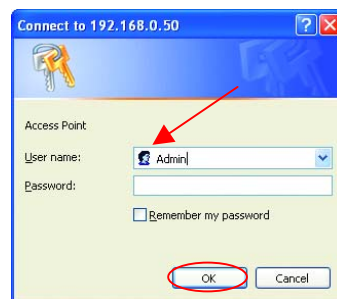 Connect to 192.168.0.50
Access Point
User name:
Admin
Password:
Remember my password
OK
Cancel